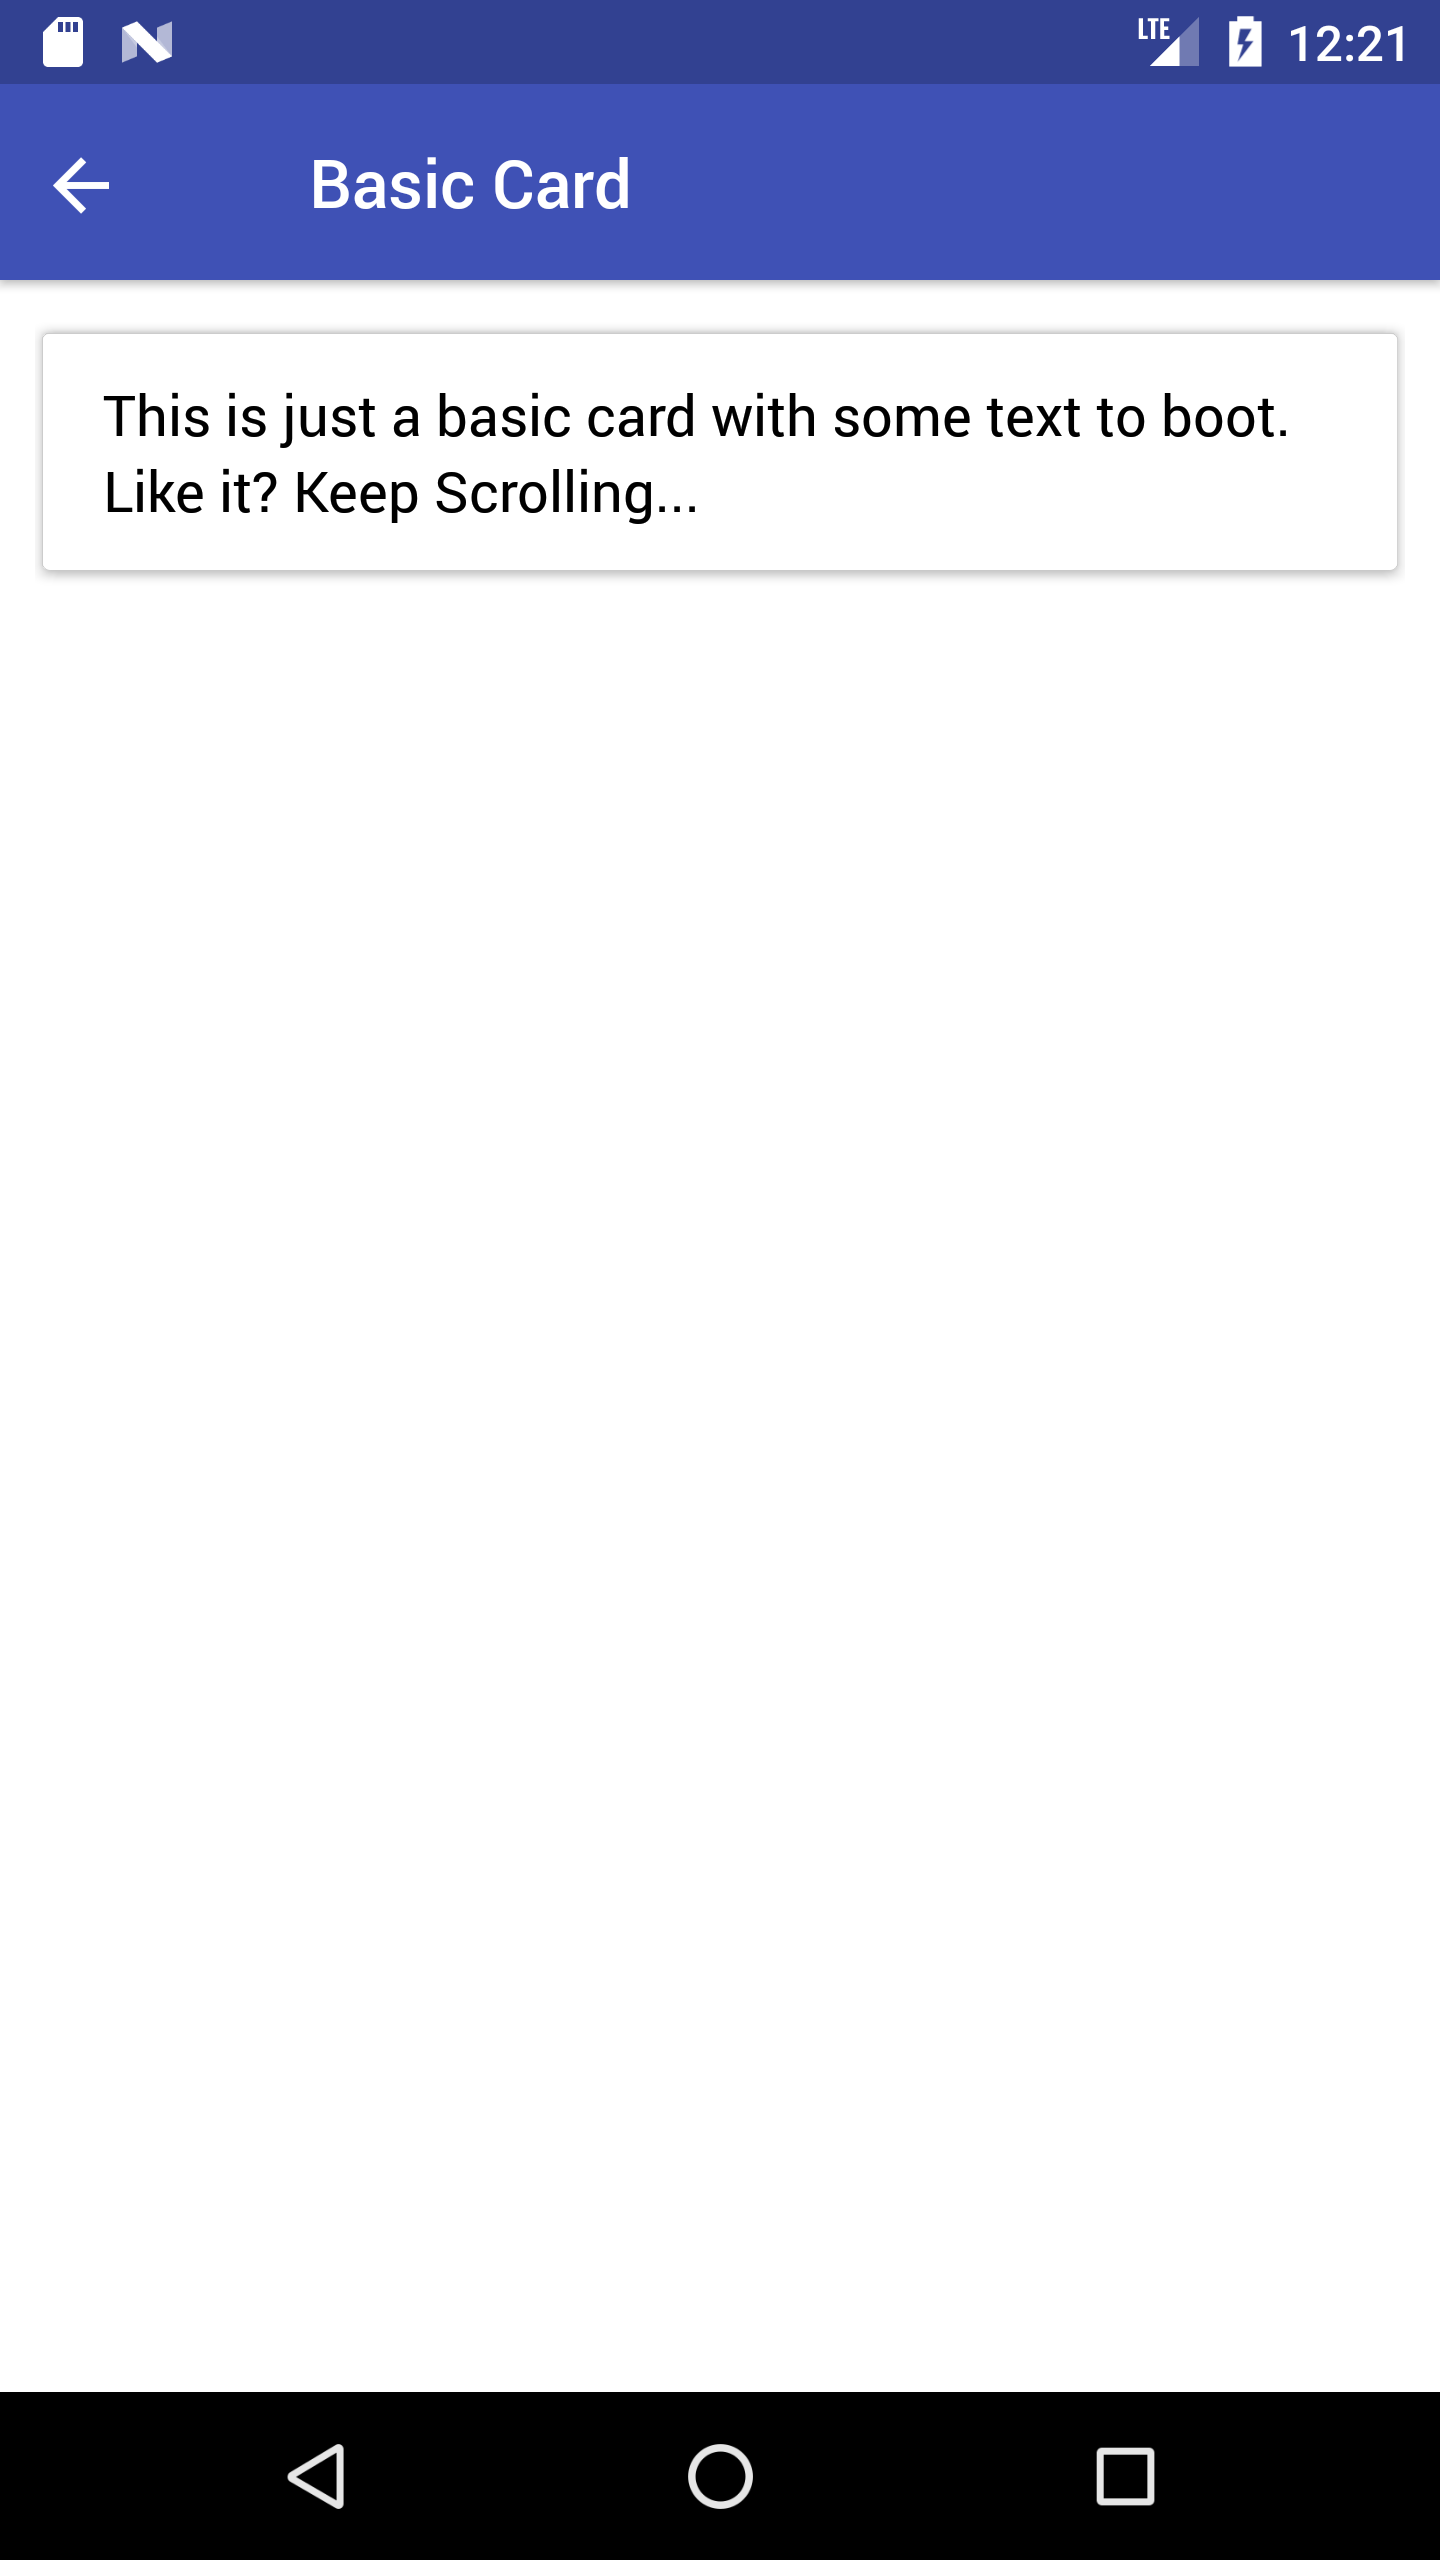 LTE 12:21
Basic Card
This is just a basic card with some text to boot.
Like it? Keep Scrolling...